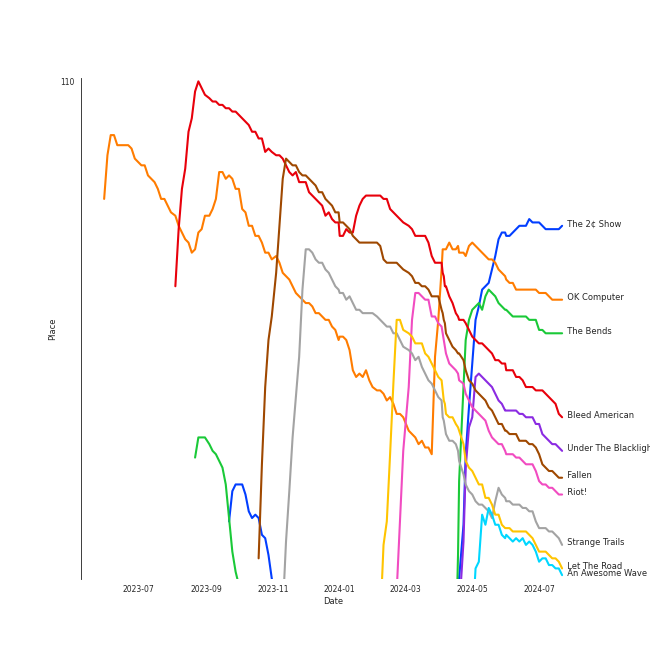 110
Place
The 2¢ Show
OK Computer
The Bends
Bleed American
Under The Blackligh
Fallen
Riot!
Strange Trails
Let The Road
An Awesome Wave
2023-07 2023-09 2023-11 2024-01 2024-03 2024-05 2024-07
Date